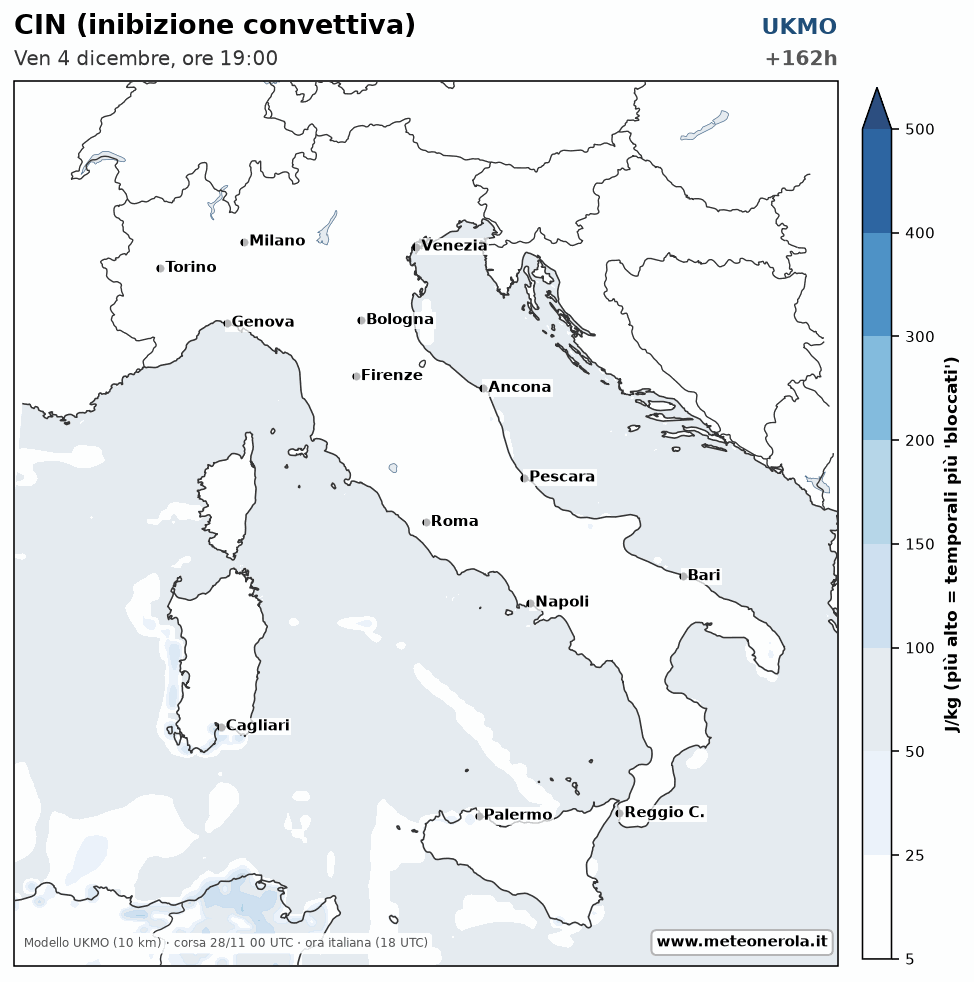 CIN (inibizione convettiva)
UKMO
Ven 4 dicembre, ore 19:00
+162h
Milano
Venezia
Torino
Genova
Bologna
Firenze
Ancona
Pescara
Roma
Bari
Napoli
Cagliari
Palermo
Reggio C.
500
400
300
200
150
100
50
25
5
J/kg (più alto = temporali più 'bloccati')
Modello UKMO (10 km) · corsa 28/11 00 UTC · ora italiana (18 UTC)
www.meteonerola.it